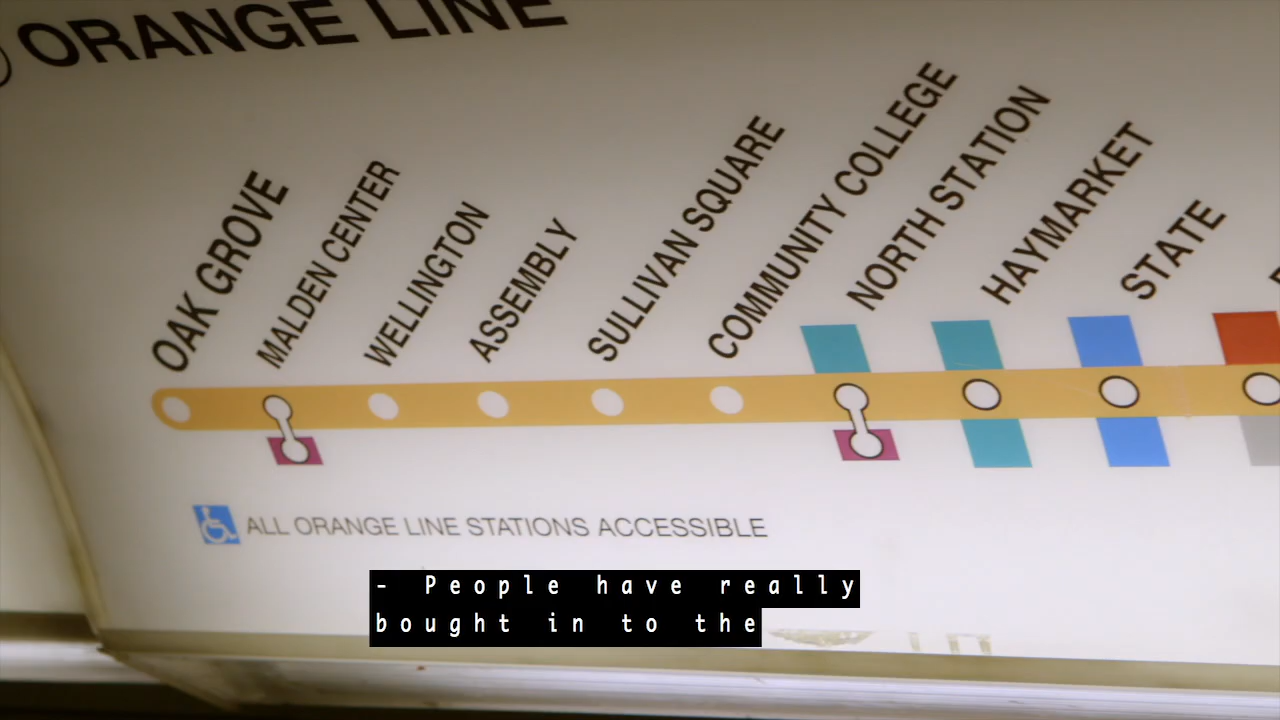 ORANGE LINE
OAK GROVE
MALDEN CENTER
WELLINGTON
ASSEMBLY
SULLIVAN SQUARE
COMMUNITY COLLEGE
NORTH STATION
HAYMARKET
STATE
ALL ORANGE LINE STATIONS ACCESSIBLE
- People have really
bought in to the